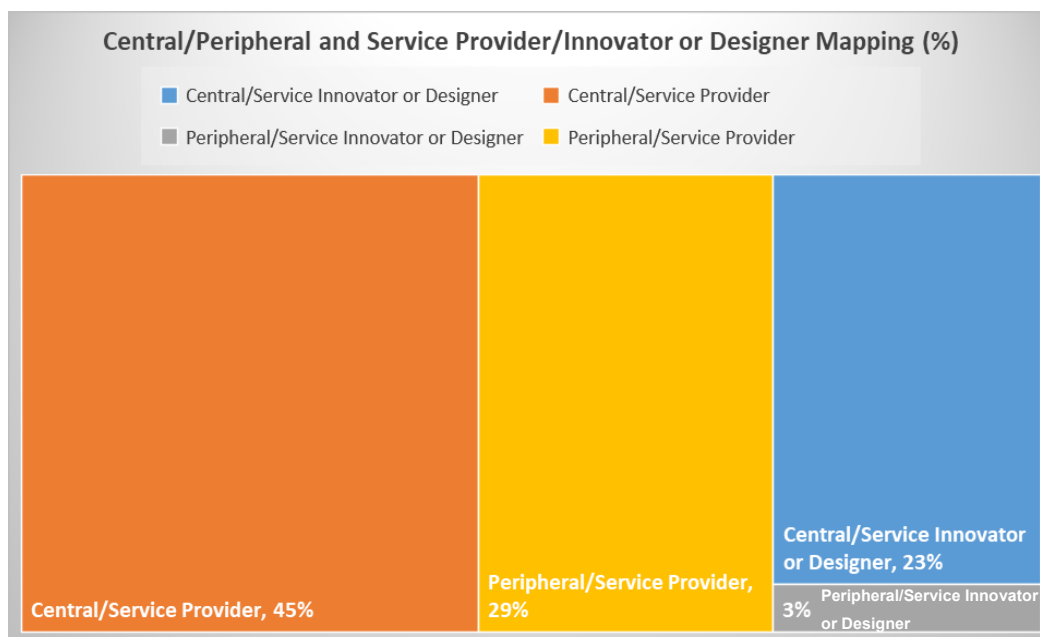 Central/Peripheral and Service Provider/Innovator or Designer Mapping (%)
Central/Service Innovator or Designer
Central/Service Provider
Peripheral/Service Innovator or Designer
Peripheral/Service Provider
Central/Service Provider, 45%
Peripheral/Service Provider,
29%
Central/Service Innovator
or Designer, 23%
3% Peripheral/Service Innovator
or Designer